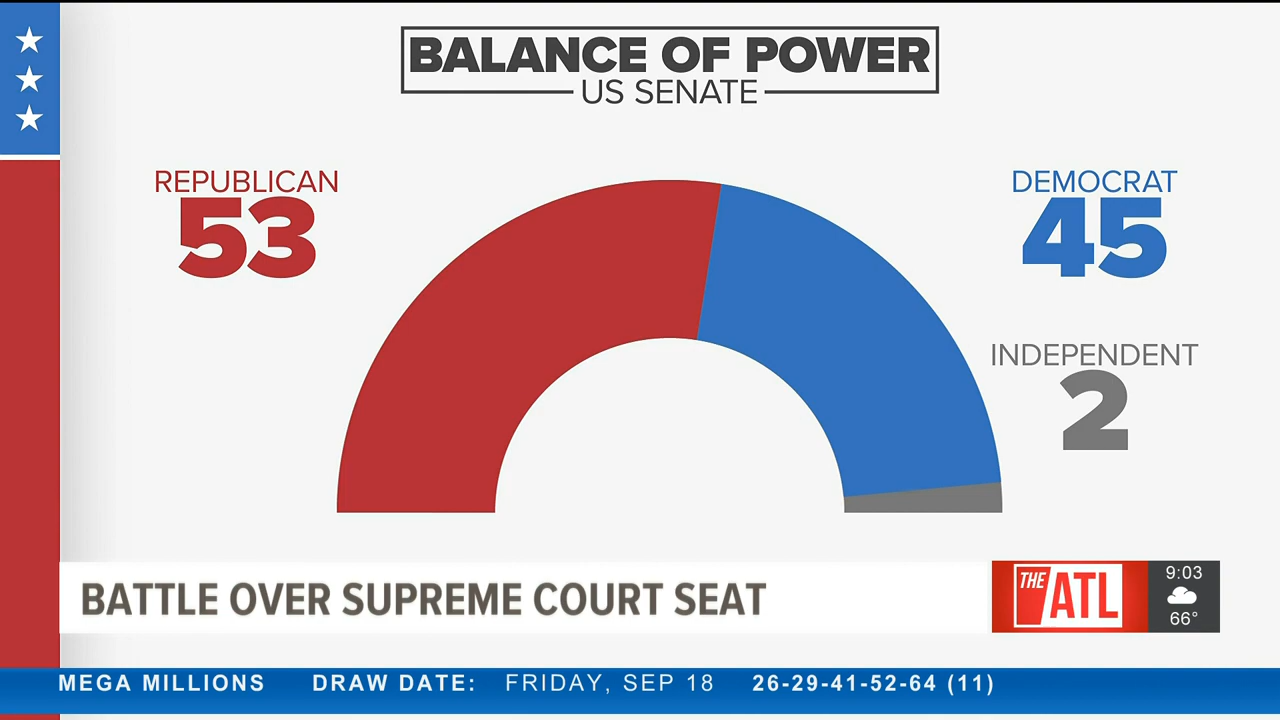 BALANCE OF POWER
US SENATE
REPUBLICAN
53
DEMOCRAT
45
INDEPENDENT
2
BATTLE OVER SUPREME COURT SEAT
THE ATL
9:03
66°
MEGA MILLIONS DRAW DATE: FRIDAY, SEP 18 26-29-41-52-64 (11)